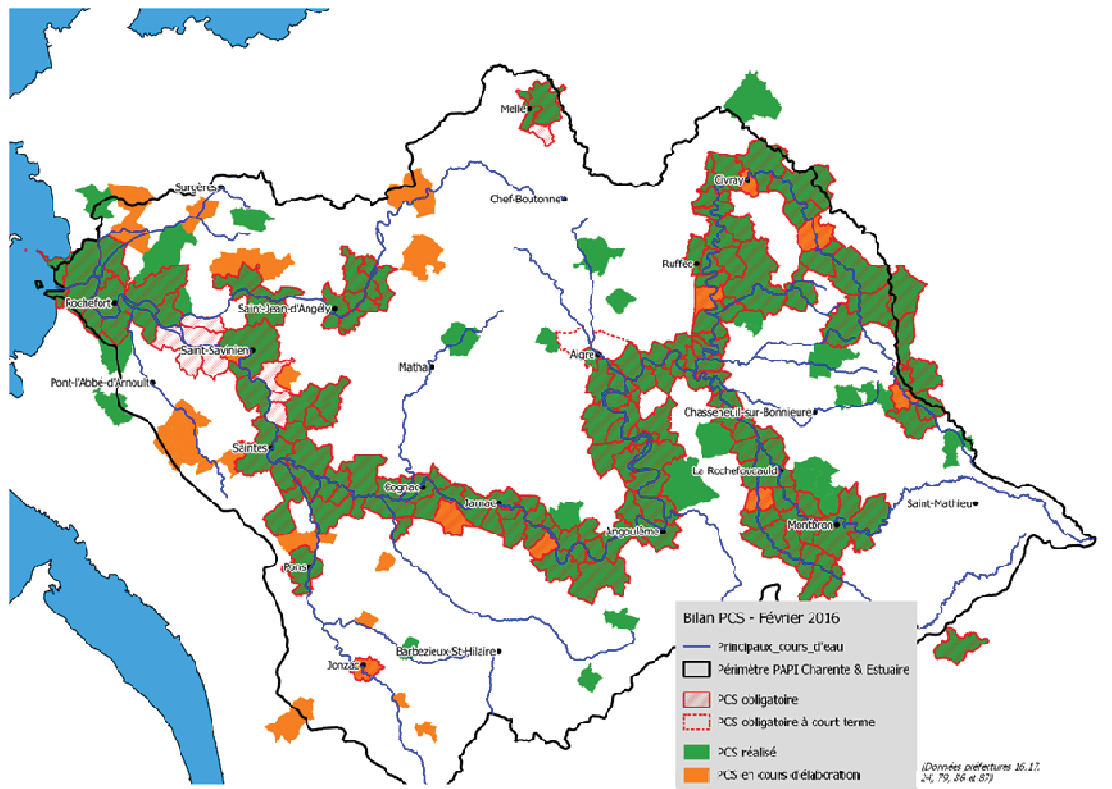 Melle
Civray
Surgères
Chef-Boutonne
Ruffec
Rochefort
Saint-Jean-d'Angély
Saint-Savinien
Aigre
Matha
Pont-l'Abbé-d'Arnoult
Chasseneuil-sur-Bonnieure
Saintes
La Rochefoucauld
Cognac
Jarnac
Saint-Mathieu
Montbron
Angoulême
Pons
Barbezieux-St-Hilaire
Jonzac
Bilan PCS - Février 2016
Principaux_cours_d'eau
Périmètre PAPI Charente & Estuaire
PCS obligatoire
PCS obligatoire à court terme
PCS réalisé
PCS en cours d'élaboration
(Données préfectures 16, 17,
24, 79, 86 et 87)